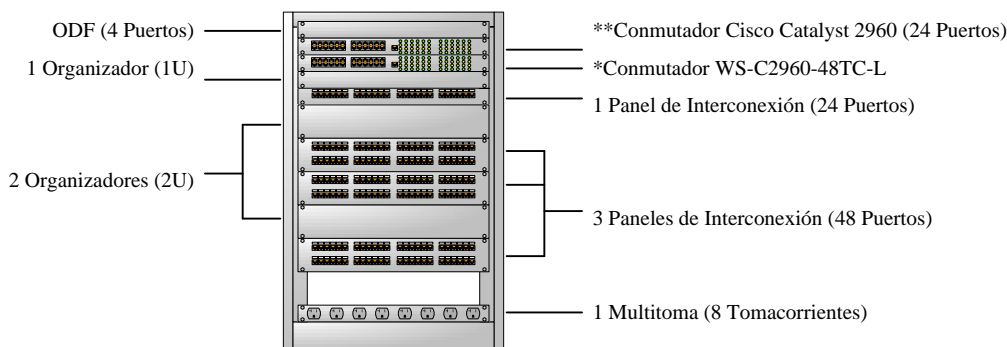 ODF (4 Puertos)
1 Organizador (1U)
2 Organizadores (2U)
**Conmutador Cisco Catalyst 2960 (24 Puertos)
*Conmutador WS-C2960-48TC-L
1 Panel de Interconexión (24 Puertos)
3 Paneles de Interconexión (48 Puertos)
1 Multitoma (8 Tomacorrientes)